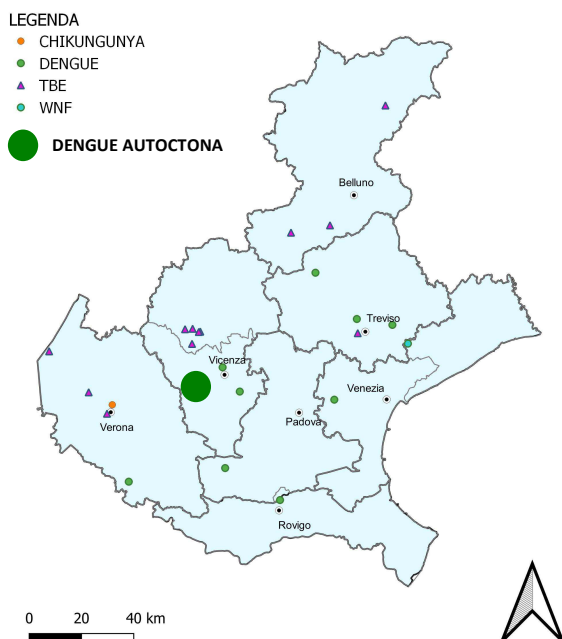 LEGENDA
CHIKUNGUNYA
DENGUE
TBE
WNF
DENGUE AUTOCTONA
Belluno
Treviso
Vicenza
Venezia
Padova
Verona
Rovigo
0 20 40 km